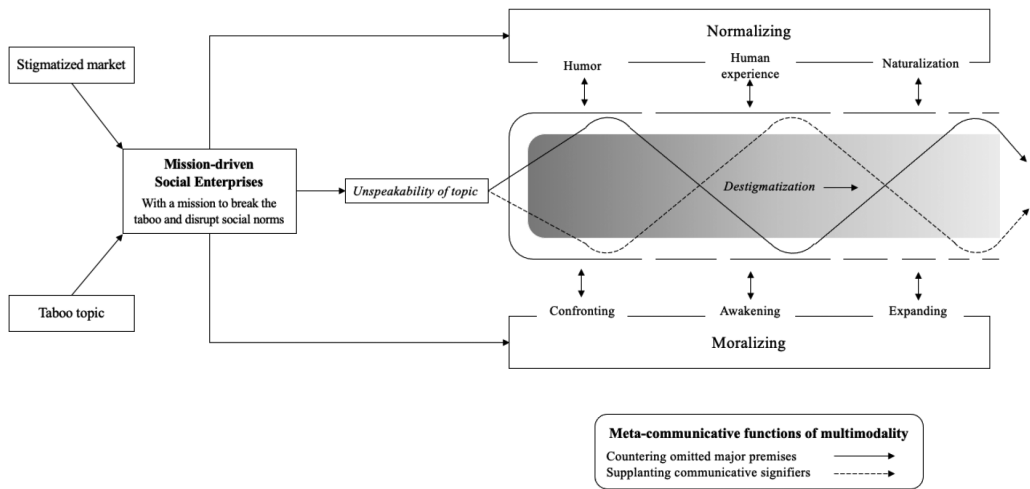 Normalizing
Humor
Human
experience
Naturalization
Stigmatized market
Mission-driven
Social Enterprises
With a mission to break the
taboo and disrupt social norms
Unspeakability of topic
Destigmatization
Taboo topic
Confronting
Awakening
Expanding
Moralizing
Meta-communicative functions of multimodality
Countering omitted major premises
Supplanting communicative signifiers